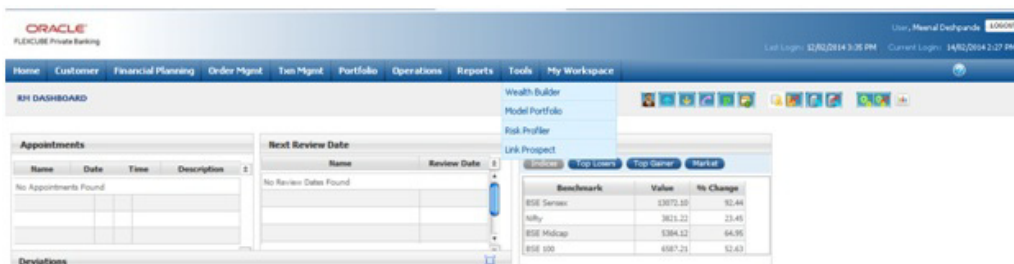 ORACLE
FLEXCUBE Private Banking
User, Meenal Deshpande LOGOUT
Last Login: 12/02/2014 3:35 PM Current Login: 14/02/2014 2:27 PM
Home Customer Financial Planning Order Mgmt Txn Mgmt Portfolio Operations Reports Tools My Workspace
RM DASHBOARD
Wealth Builder
Model Portfolio
Risk Profiler
Link Prospect
Appointments
Name Date Time Description
No Appointments Found
Next Review Date
Name Review Date
No Review Dates Found
Indices Top Losers Top Gainer Market
Benchmark Value % Change
BSE Sensex 13072.10 92.44
Nifty 3821.22 23.45
BSE Midcap 5384.12 64.95
BSE 100 6587.21 52.63
Deviations